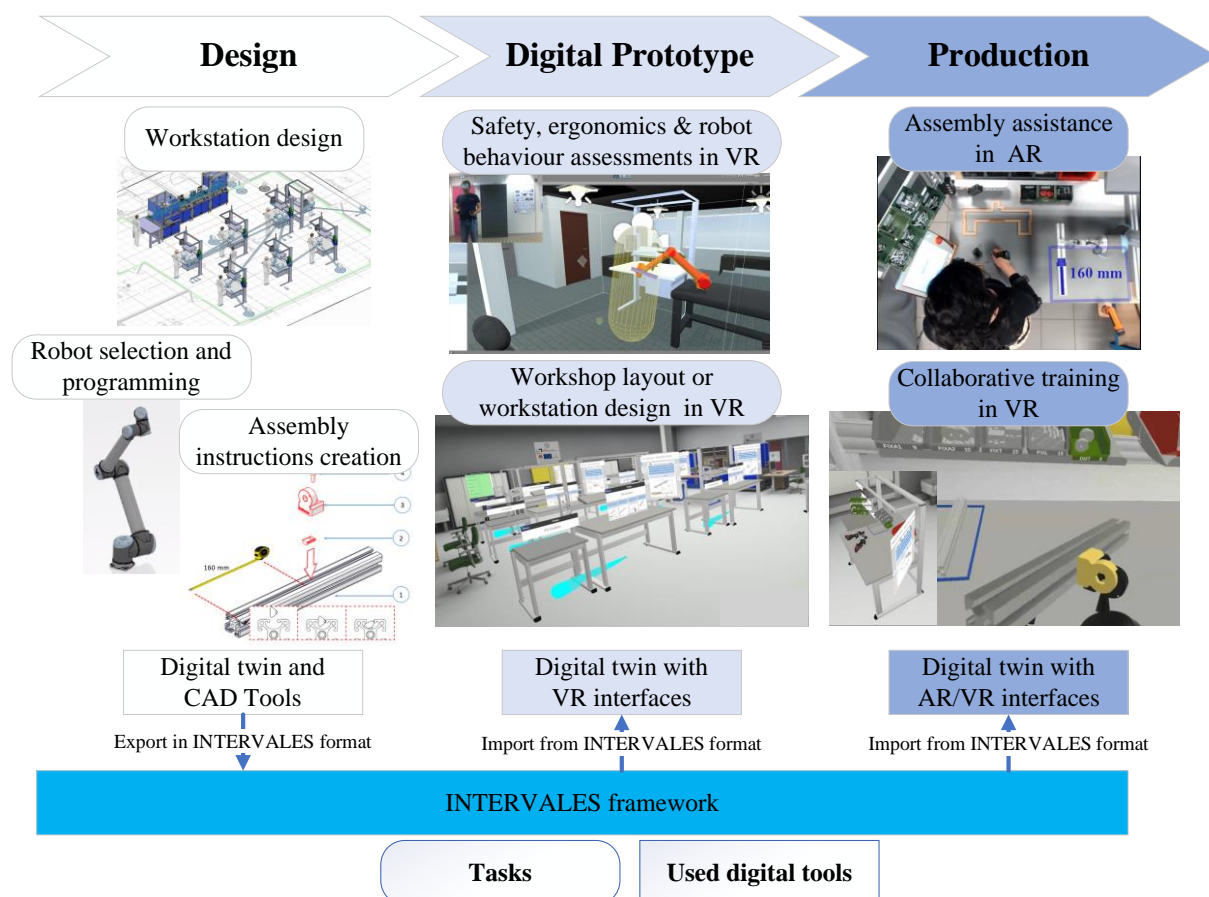 Design
Digital Prototype
Production
Workstation design
Safety, ergonomics & robot
behaviour assessments in VR
Assembly assistance
in AR
160 mm
Robot selection and
programming
Assembly
instructions creation
3
2
160 mm
1
Workshop layout or
workstation design in VR
Collaborative training
in VR
Digital twin and
CAD Tools
Digital twin with
VR interfaces
Digital twin with
AR/VR interfaces
Export in INTERVALES format
Import from INTERVALES format
Import from INTERVALES format
INTERVALES framework
Tasks
Used digital tools